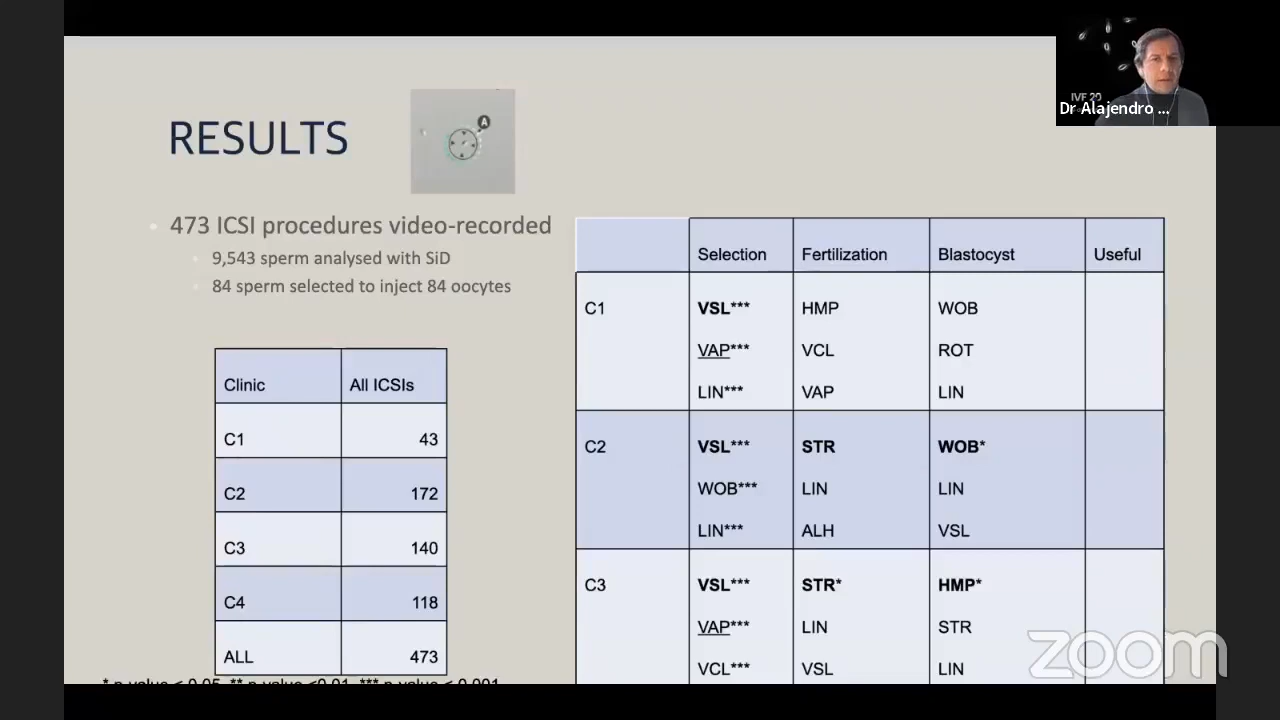 IVF 20
Dr Alajendro ...
RESULTS
A
473 ICSI procedures video-recorded
9,543 sperm analysed with SiD
84 sperm selected to inject 84 oocytes
Clinic All ICSIs
C1 43
C2 172
C3 140
C4 118
ALL 473
* p value < 0.05, ** p value <0.01, *** p value < 0.001
Selection Fertilization Blastocyst Useful
C1 VSL*** HMP WOB
VAP*** VCL ROT
LIN*** VAP LIN
C2 VSL*** STR WOB*
WOB*** LIN LIN
LIN*** ALH VSL
C3 VSL*** STR* HMP*
VAP*** LIN STR
VCL*** VSL LIN
zoom